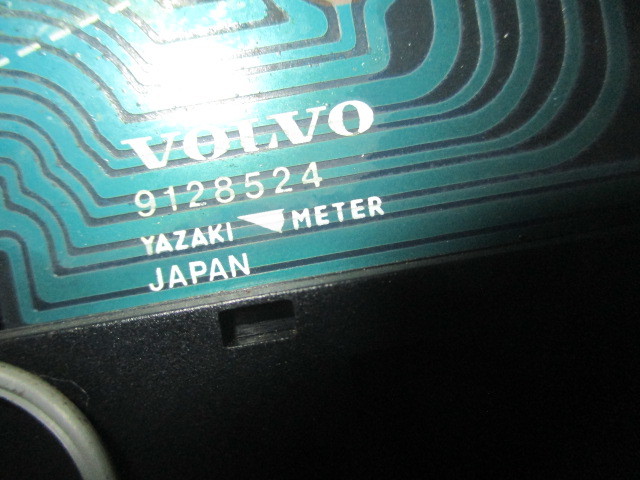 VOLVO
9128524
YAZAKI METER
JAPAN